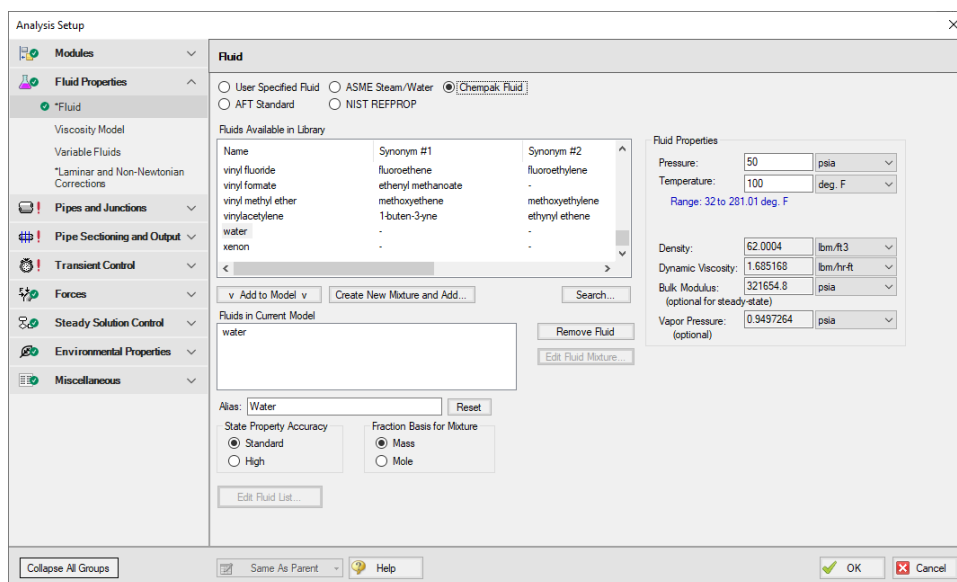 Analysis Setup
Modules
Fluid Properties
*Fluid
Viscosity Model
Variable Fluids
*Laminar and Non-Newtonian
Corrections
Pipes and Junctions
Pipe Sectioning and Output
Transient Control
Forces
Steady Solution Control
Environmental Properties
Miscellaneous
Fluid
User Specified Fluid ASME Steam/Water Chempak Fluid
AFT Standard NIST REFPROP
Fluids Available in Library
Name Synonym #1 Synonym #2
vinyl fluoride fluoroethene fluoroethylene
vinyl formate ethenyl methanoate -
vinyl methyl ether methoxyethene methoxyethylene
vinylacetylene 1-buten-3-yne ethynyl ethene
water - -
xenon - -
v Add to Model v Create New Mixture and Add... Search...
Fluids in Current Model
water
Remove Fluid
Edit Fluid Mixture...
Alias: Water Reset
State Property Accuracy Fraction Basis for Mixture
Standard Mass
High Mole
Edit Fluid List...
Fluid Properties
Pressure: 50 psia
Temperature: 100 deg. F
Range: 32 to 281.01 deg. F
Density: 62.0004 lbm/ft3
Dynamic Viscosity: 1.685168 lbm/hr-ft
Bulk Modulus: 321654.8 psia
(optional for steady-state)
Vapor Pressure: 0.9497264 psia
(optional)
Collapse All Groups Same As Parent Help OK Cancel